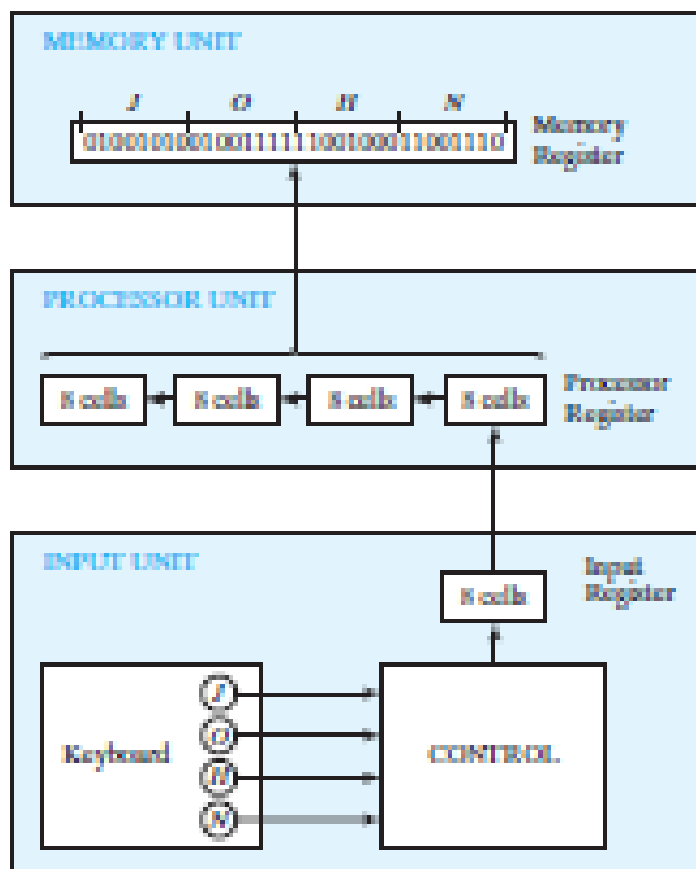 MEMORY UNIT
J O H N
01001010010011111100100011001110
Memory
Register
PROCESSOR UNIT
8 cells 8 cells 8 cells 8 cells
Processor
Register
INPUT UNIT
Input
Register
8 cells
J
O
Keyboard
CONTROL
H
N